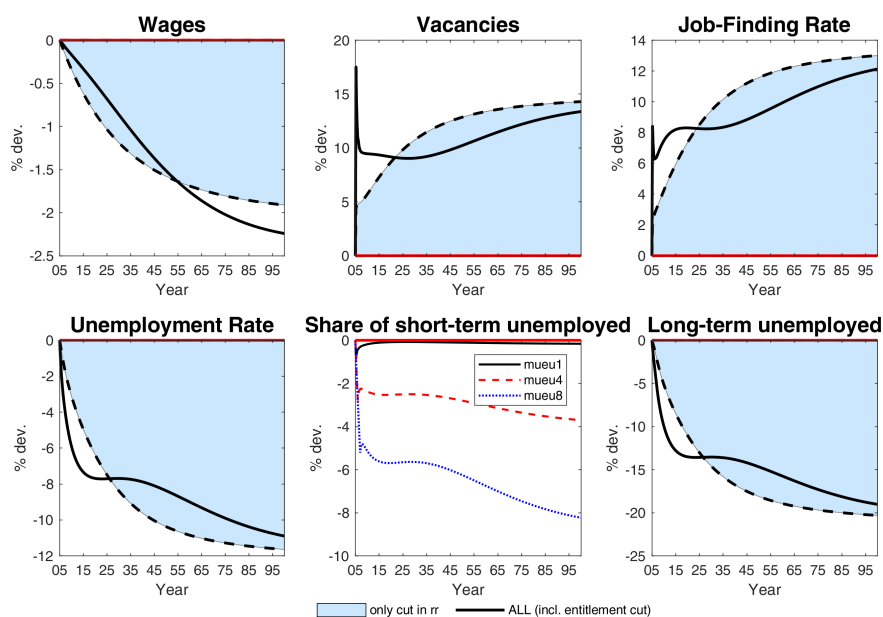 Wages
0
-0.5
-1
-1.5
-2
-2.5
% dev.
05 15 25 35 45 55 65 75 85 95
Year
Vacancies
20
15
10
5
0
% dev.
05 15 25 35 45 55 65 75 85 95
Year
Job-Finding Rate
14
12
10
8
6
4
2
0
% dev.
05 15 25 35 45 55 65 75 85 95
Year
Unemployment Rate
0
-2
-4
-6
-8
-10
-12
% dev.
05 15 25 35 45 55 65 75 85 95
Year
Share of short-term unemployed
0
-2
-4
-6
-8
-10
% dev.
mueu1
mueu4
mueu8
05 15 25 35 45 55 65 75 85 95
Year
Long-term unemployed
0
-5
-10
-15
-20
-25
% dev.
05 15 25 35 45 55 65 75 85 95
Year
only cut in rr
ALL (incl. entitlement cut)